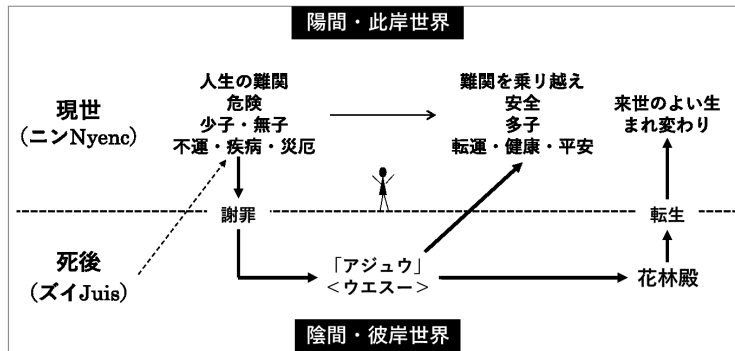 陽間・此岸世界
現世
(ニンNyenc)
人生の難関
危険
少子・無子
不運・疾病・災厄
難関を乗り越え
安全
多子
転運・健康・平安
来世のよい生
まれ変わり
謝罪
転生
死後
(ズイJuis)
「アジュウ」
<ウエスー>
花林殿
陰間・彼岸世界